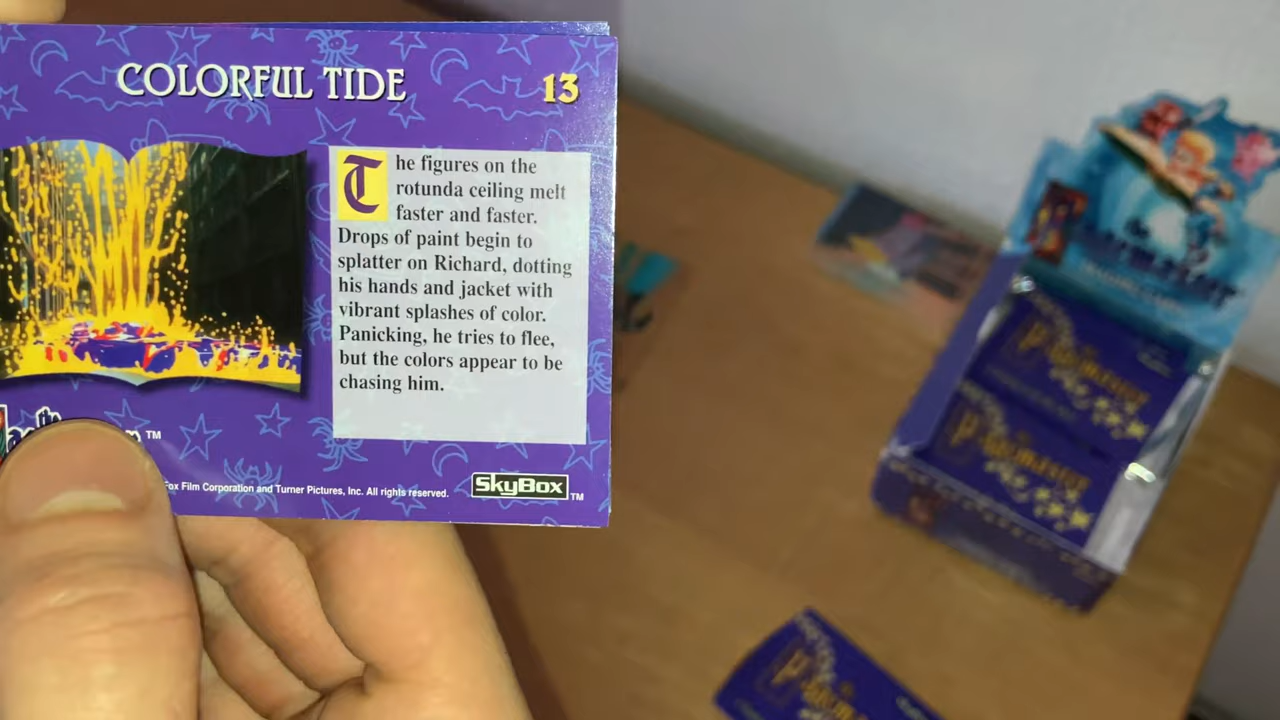 COLORFUL TIDE
13
The figures on the
rotunda ceiling melt
faster and faster.
Drops of paint begin to
splatter on Richard, dotting
his hands and jacket with
vibrant splashes of color.
Panicking, he tries to flee,
but the colors appear to be
chasing him.
the
TM
Fox Film Corporation and Turner Pictures, Inc. All rights reserved.
SkyBox TM